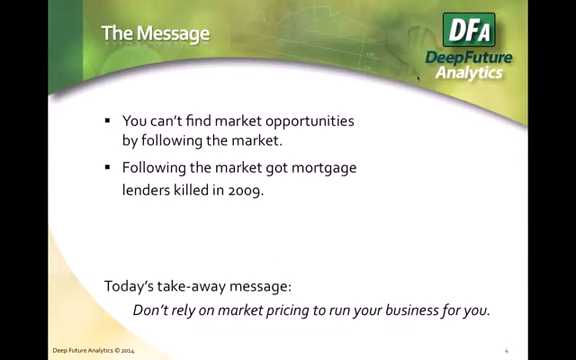 The Message
DFA
DeepFuture
Analytics
▪ You can't find market opportunities
by following the market.
▪ Following the market got mortgage
lenders killed in 2009.
Today's take-away message:
Don't rely on market pricing to run your business for you.
Deep Future Analytics © 2014
4